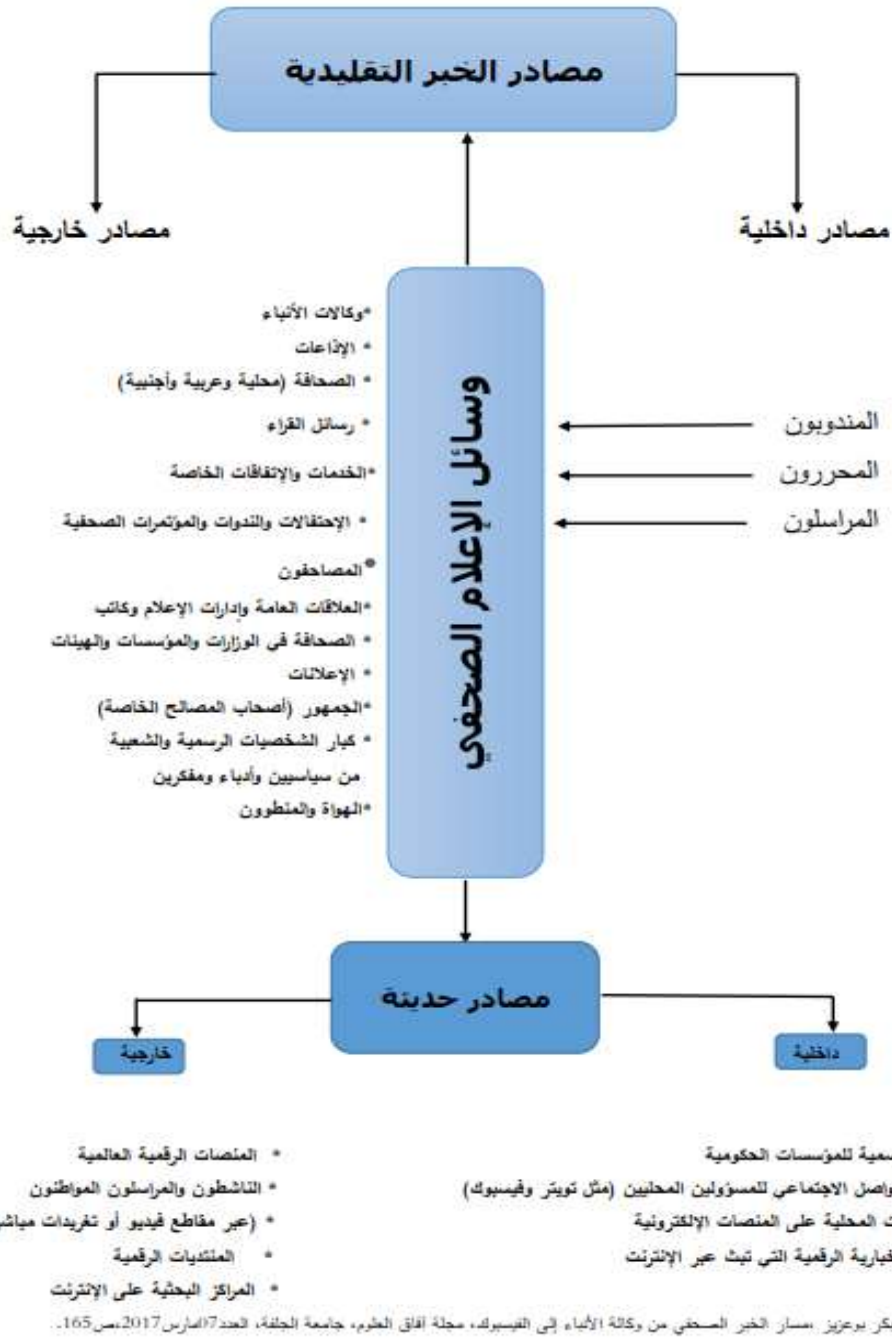 مصادر الخبر التقليدية
مصادر داخلية
مصادر خارجية
وسائل الإعلام الصحفي
المندوبون
المحررون
المراسلون
*وكالات الأنباء
* الإذاعات
* الصحافة (محلية وعربية وأجنبية)
* رسائل القراء
*الخدمات والإتفاقات الخاصة
* الإحتفالات والندوات والمؤتمرات الصحفية
•المصاحفون
*العلاقات العامة وإدارات الإعلام وكاتب
* الصحافة في الوزارات والمؤسسات والهيئات
* الإعلانات
*الجمهور (أصحاب المصالح الخاصة)
* كبار الشخصيات الرسمية والشعبية
من سياسيين وأدباء ومفكرين
*الهواة والمتطوون
مصادر حديثة
داخلية
خارجية
للمؤسسات الحكومية
الاجتماعي للمسؤولين المحليين (مثل تويتر وفيسبوك)
المحلية على المنصات الإلكترونية
الرقمية التي تبث عبر الإنترنت
* المنصات الرقمية العالمية
* الناشطون والمراسلون المواطنون
* (عبر مقاطع فيديو أو تغريدات
* المنتديات الرقمية
* المراكز البحثية على الإنترنت
بوعزيز ،مسار الخبر الصحفي من وكالة الأنباء إلى الفيسبوك، مجلة آفاق العلوم، جامعة الجلفة، العدد7(مارس2017،ص165.